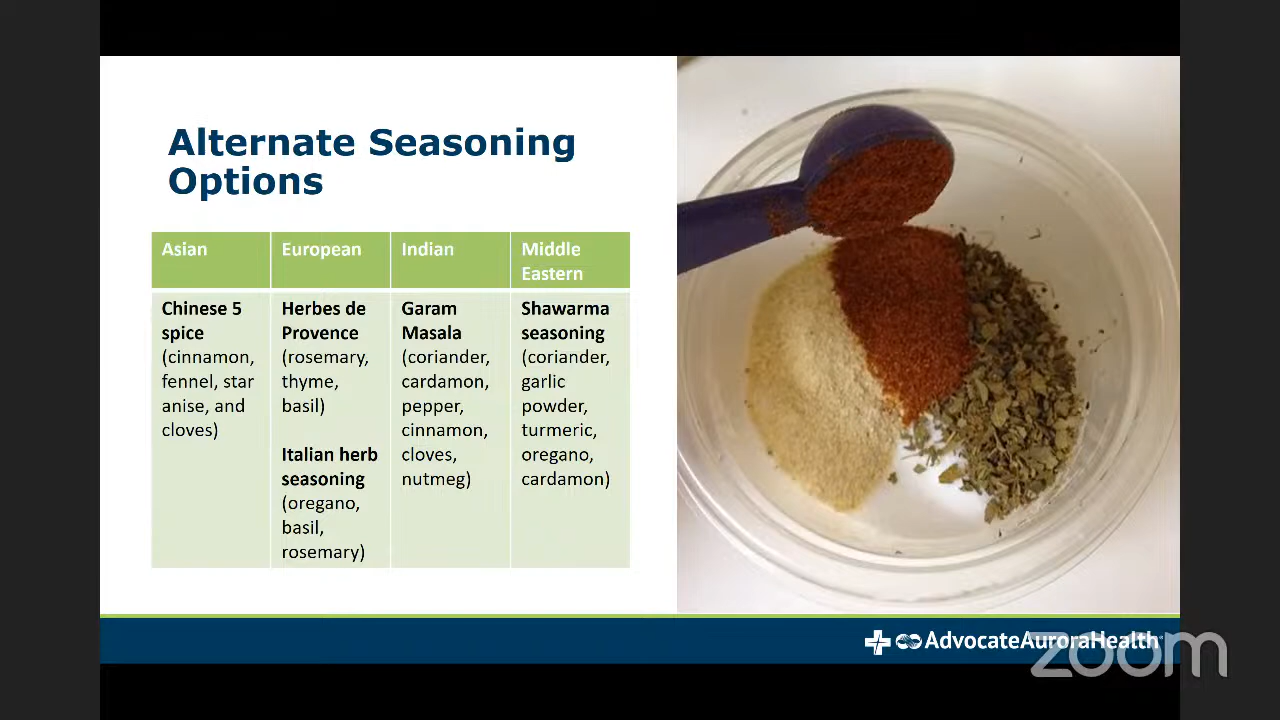 Alternate Seasoning
Options
Asian
European
Indian
Middle
Eastern
Chinese 5
spice
(cinnamon,
fennel, star
anise, and
cloves)
Herbes de
Provence
(rosemary,
thyme,
basil)
Italian herb
seasoning
(oregano,
basil,
rosemary)
Garam
Masala
(coriander,
cardamon,
pepper,
cinnamon,
cloves,
nutmeg)
Shawarma
seasoning
(coriander,
garlic
powder,
turmeric,
oregano,
cardamon)
AdvocateAuroraHealth
zoom